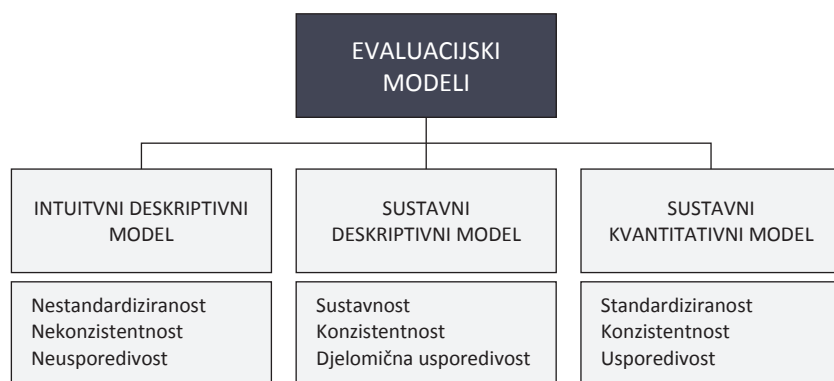 EVALUACIJSKI
MODELI
INTUITVNI DESKRIPTIVNI
MODEL
Nestandardiziranost
Nekonzistentnost
Neusporedivost
SUSTAVNI
DESKRIPTIVNI MODEL
Sustavnost
Konzistentnost
Djelomična usporedivost
SUSTAVNI
KVANTITATIVNI MODEL
Standardiziranost
Konzistentnost
Usporedivost